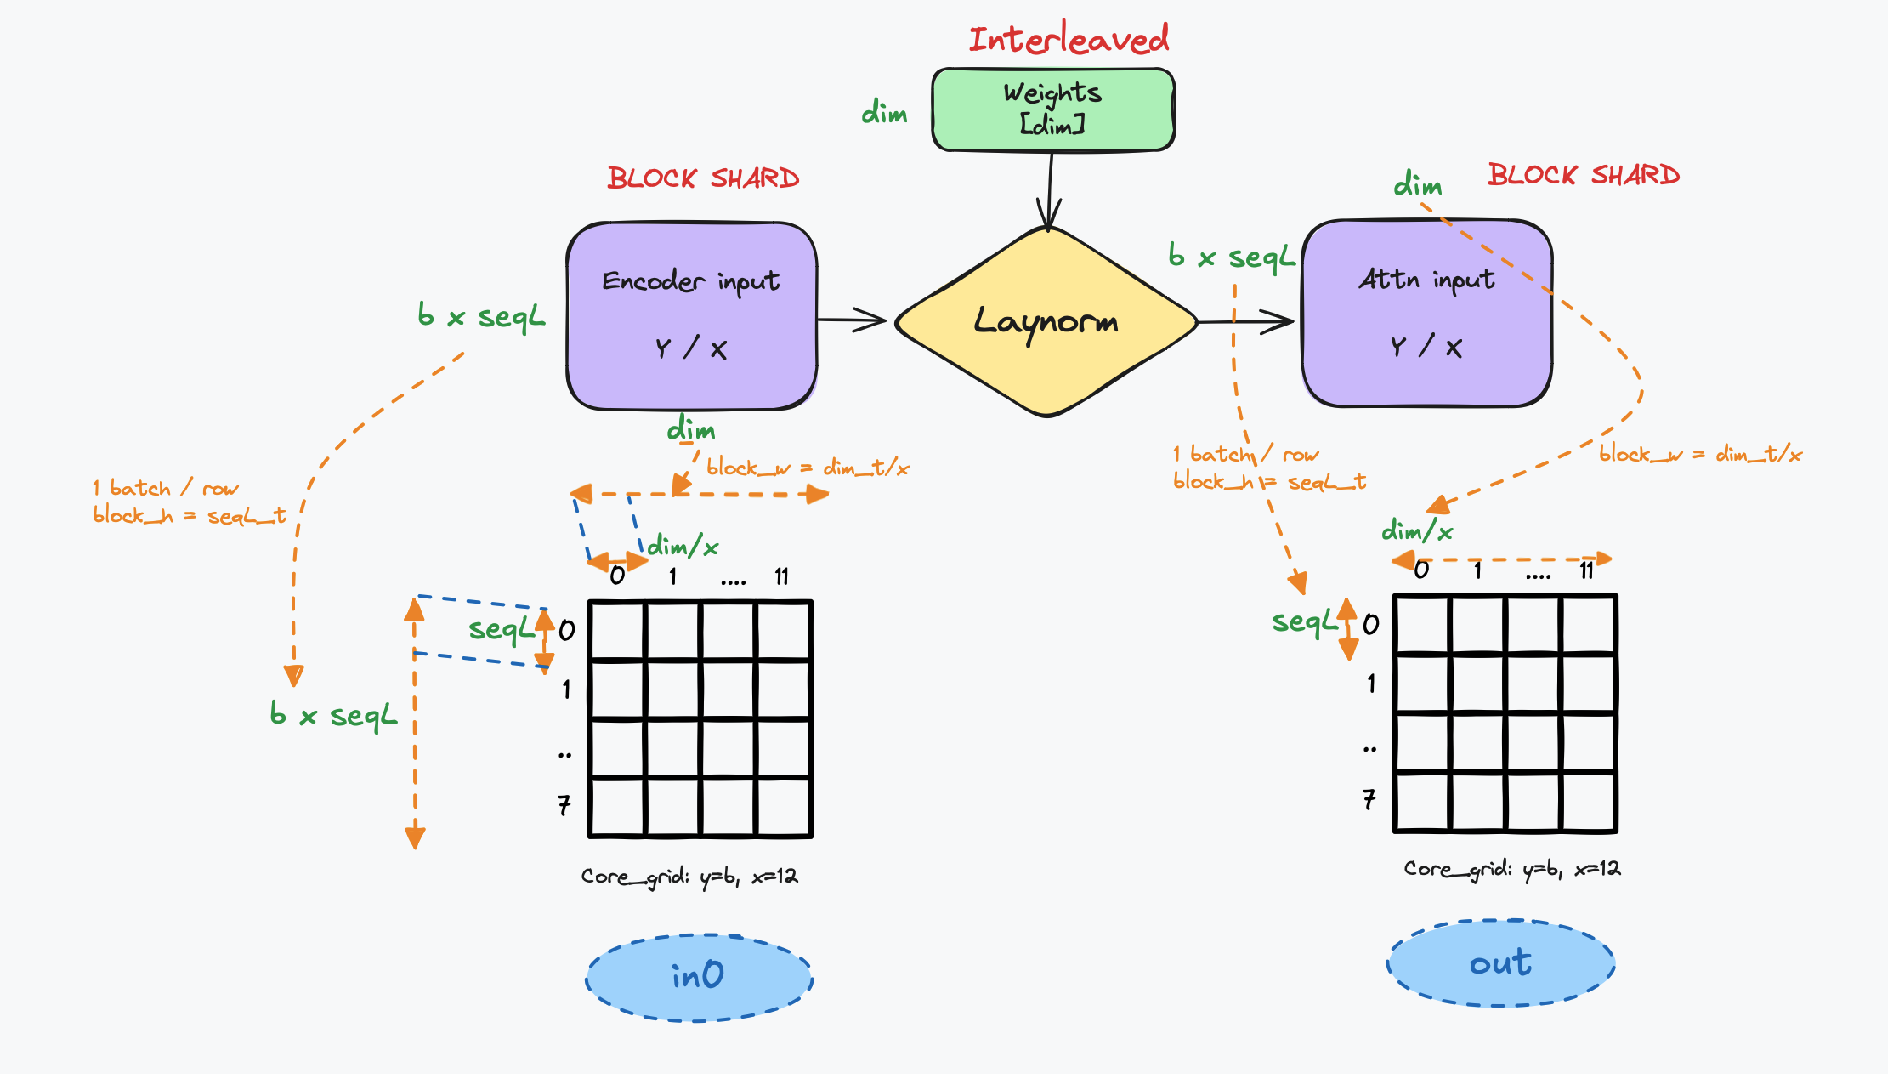 Interleaved
Weights
[dim]
dim
BLOCK SHARD
BLOCK SHARD
dim
b x seqL
Encoder input
Y / X
Laynorm
b x seqL
Attn input
Y / X
dim
block_w = dim_t/x
1 batch / row
block_h = seqL_t
1 batch / row
block_h = seqL_t
block_w = dim_t/x
dim/x
0 1 .... 11
seqL
0
1
..
7
b x seqL
Core_grid: y=b, x=12
in0
dim/x
0 1 .... 11
seqL
0
1
..
7
Core_grid: y=b, x=12
out